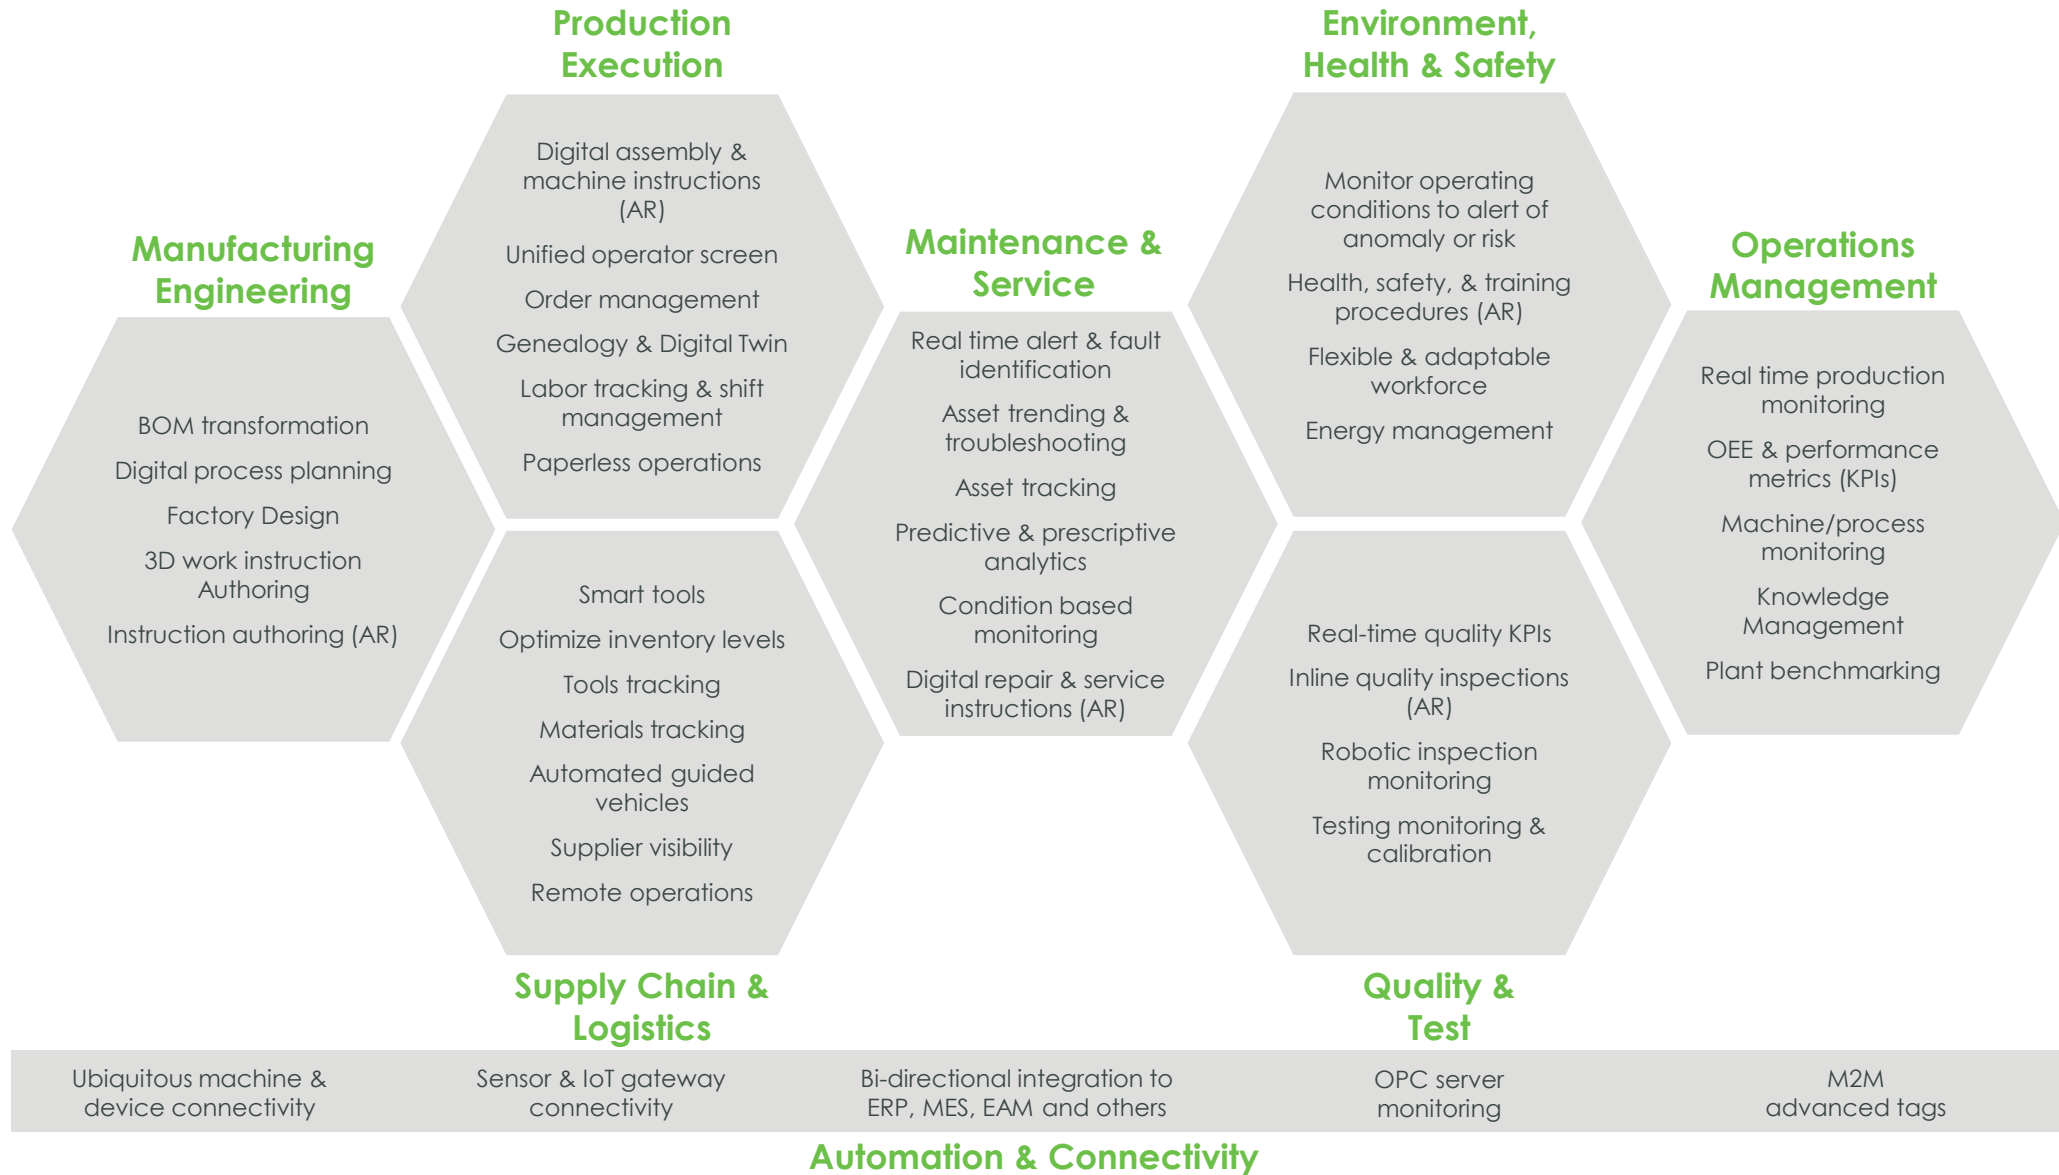 Production
Execution
Environment,
Health & Safety
Digital assembly &
machine instructions
(AR)
Unified operator screen
Order management
Genealogy & Digital Twin
Labor tracking & shift
management
Paperless operations
Monitor operating
conditions to alert of
anomaly or risk
Health, safety, & training
procedures (AR)
Flexible & adaptable
workforce
Energy management
Manufacturing
Engineering
BOM transformation
Digital process planning
Factory Design
3D work instruction
Authoring
Instruction authoring (AR)
Maintenance &
Service
Real time alert & fault
identification
Asset trending &
troubleshooting
Asset tracking
Predictive & prescriptive
analytics
Condition based
monitoring
Digital repair & service
instructions (AR)
Operations
Management
Real time production
monitoring
OEE & performance
metrics (KPIs)
Machine/process
monitoring
Knowledge
Management
Plant benchmarking
Smart tools
Optimize inventory levels
Tools tracking
Materials tracking
Automated guided
vehicles
Supplier visibility
Remote operations
Supply Chain &
Logistics
Real-time quality KPIs
Inline quality inspections
(AR)
Robotic inspection
monitoring
Testing monitoring &
calibration
Quality &
Test
Ubiquitous machine &
device connectivity
Sensor & IoT gateway
connectivity
Bi-directional integration to
ERP, MES, EAM and others
OPC server
monitoring
M2M
advanced tags
Automation & Connectivity